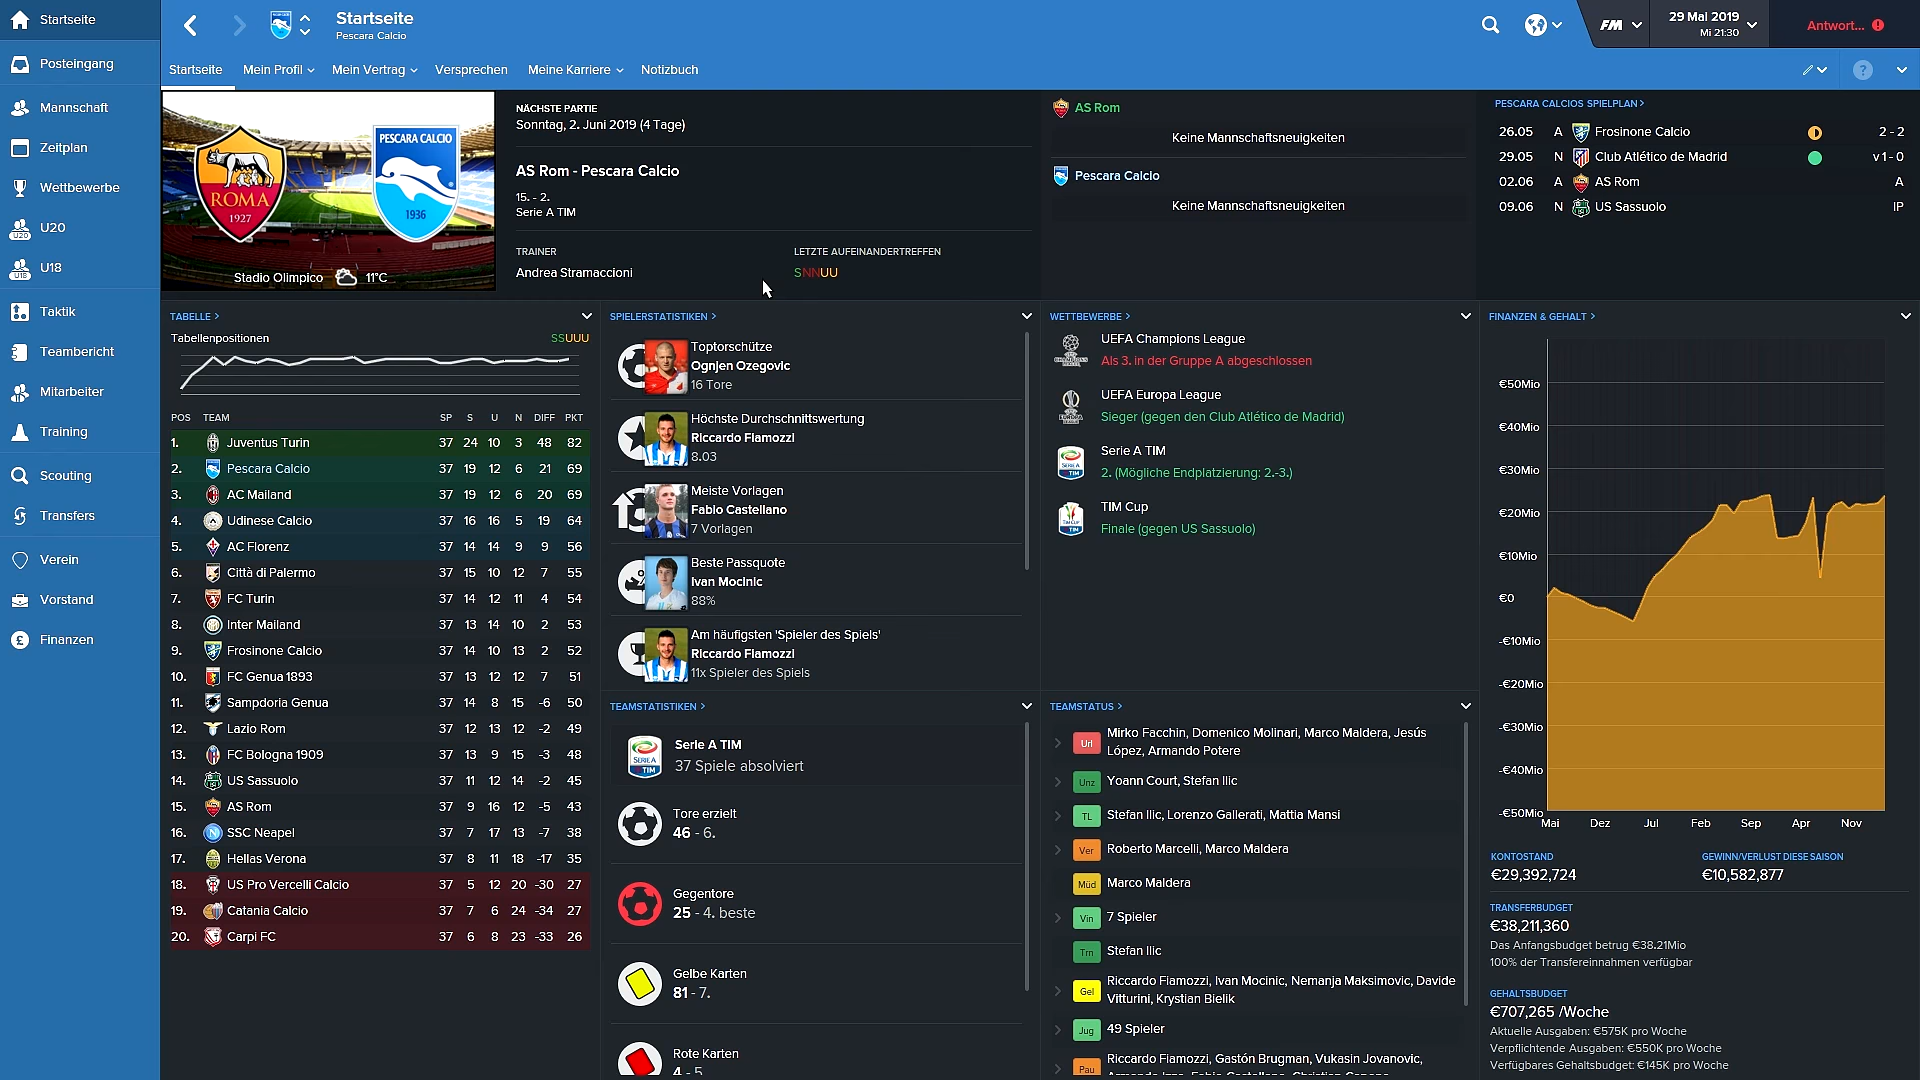 Startseite
Posteingang
Mannschaft
Zeitplan
Wettbewerbe
U20
U18
Taktik
Teambericht
Mitarbeiter
Training
Scouting
Transfers
Verein
Vorstand
Finanzen
Startseite
Pescara Calcio
FM
29 Mai 2019
Mi 21:30
Antwort...
Startseite
Mein Profil
Mein Vertrag
Versprechen
Meine Karriere
Notizbuch
ROMA
1927
PESCARA CALCIO
1936
Stadio Olimpico 11°C
NÄCHSTE PARTIE
Sonntag, 2. Juni 2019 (4 Tage)
AS Rom - Pescara Calcio
15. - 2.
Serie A TIM
TRAINER
Andrea Stramaccioni
LETZTE AUFEINANDERTREFFEN
SNNUU
AS Rom
Keine Mannschaftsneuigkeiten
Pescara Calcio
Keine Mannschaftsneuigkeiten
PESCARA CALCIOS SPIELPLAN >
26.05 A Frosinone Calcio 2 - 2
29.05 N Club Atlético de Madrid v 1 - 0
02.06 A AS Rom A
09.06 N US Sassuolo IP
TABELLE >
Tabellenpositionen SSUUU
POS TEAM SP S U N DIFF PKT
1. Juventus Turin 37 24 10 3 48 82
2. Pescara Calcio 37 19 12 6 21 69
3. AC Mailand 37 19 12 6 20 69
4. Udinese Calcio 37 16 16 5 19 64
5. AC Florenz 37 14 14 9 9 56
6. Città di Palermo 37 15 10 12 7 55
7. FC Turin 37 14 12 11 4 54
8. Inter Mailand 37 13 14 10 2 53
9. Frosinone Calcio 37 14 10 13 2 52
10. FC Genua 1893 37 13 12 12 7 51
11. Sampdoria Genua 37 14 8 15 -6 50
12. Lazio Rom 37 12 13 12 -2 49
13. FC Bologna 1909 37 13 9 15 -3 48
14. US Sassuolo 37 11 12 14 -2 45
15. AS Rom 37 9 16 12 -5 43
16. SSC Neapel 37 7 17 13 -7 38
17. Hellas Verona 37 8 11 18 -17 35
18. US Pro Vercelli Calcio 37 5 12 20 -30 27
19. Catania Calcio 37 7 6 24 -34 27
20. Carpi FC 37 6 8 23 -33 26
SPIELERSTATISTIKEN >
Toptorschütze
Ognjen Ozegovic
16 Tore
Höchste Durchschnittswertung
Riccardo Fiamozzi
8.03
Meiste Vorlagen
Fabio Castellano
7 Vorlagen
Beste Passquote
Ivan Mocinic
88%
Am häufigsten 'Spieler des Spiels'
Riccardo Fiamozzi
11x Spieler des Spiels
TEAMSTATISTIKEN >
Serie A TIM
37 Spiele absolviert
Tore erzielt
46 - 6.
Gegentore
25 - 4. beste
Gelbe Karten
81 - 7.
Rote Karten
4 - 5.
WETTBEWERBE >
UEFA Champions League
Als 3. in der Gruppe A abgeschlossen
UEFA Europa League
Sieger (gegen den Club Atlético de Madrid)
Serie A TIM
2. (Mögliche Endplatzierung: 2.-3.)
TIM Cup
Finale (gegen US Sassuolo)
TEAMSTATUS >
Url Mirko Facchin, Domenico Molinari, Marco Maldera, Jesús
López, Armando Potere
Unz Yoann Court, Stefan Ilic
TL Stefan Ilic, Lorenzo Gallerati, Mattia Mansi
Ver Roberto Marcelli, Marco Maldera
Müd Marco Maldera
Vin 7 Spieler
Trn Stefan Ilic
Gel Riccardo Fiamozzi, Ivan Mocinic, Nemanja Maksimovic, Davide
Vitturini, Krystian Bielik
Jug 49 Spieler
Pau Riccardo Fiamozzi, Gastón Brugman, Vukasin Jovanovic,
FINANZEN & GEHALT >
€50Mio
€40Mio
€30Mio
€20Mio
€10Mio
€0
-€10Mio
-€20Mio
-€30Mio
-€40Mio
-€50Mio
Mai Dez Jul Feb Sep Apr Nov
KONTOSTAND
€29,392,724
GEWINN/VERLUST DIESE SAISON
€10,582,877
TRANSFERBUDGET
€38,211,360
Das Anfangsbudget betrug €38.21Mio
100% der Transfereinnahmen verfügbar
GEHALTSBUDGET
€707,265 /Woche
Aktuelle Ausgaben: €575K pro Woche
Verpflichtende Ausgaben: €550K pro Woche
Verfügbares Gehaltsbudget: €145K pro Woche